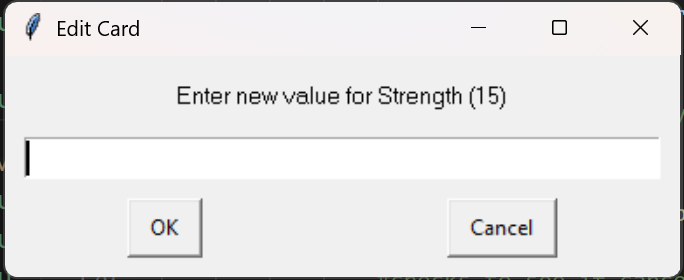 Edit Card
Enter new value for Strength (15)
OK
Cancel